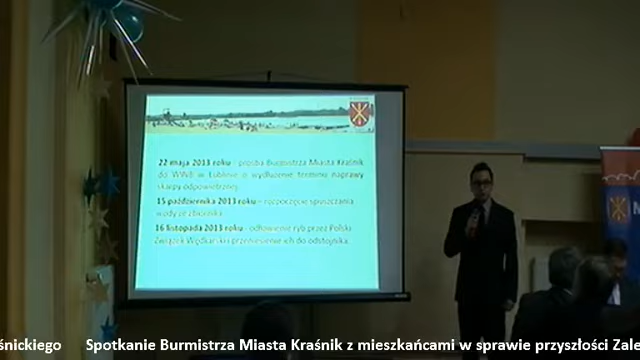 22 maja 2013 roku - prośba Burmistrza Miasta Kraśnik
do WINB w Lublinie o wydłużenie terminu naprawy
skarpy odpowietrznej.
15 października 2013 roku – rozpoczęcie spuszczania
wody ze zbiornika.
16 listopada 2013 roku - odłowienie ryb przez Polski
Związek Wędkarski i przeniesienie ich do odstojnika.
śnickiego Spotkanie Burmistrza Miasta Kraśnik z mieszkańcami w sprawie przyszłości Zale